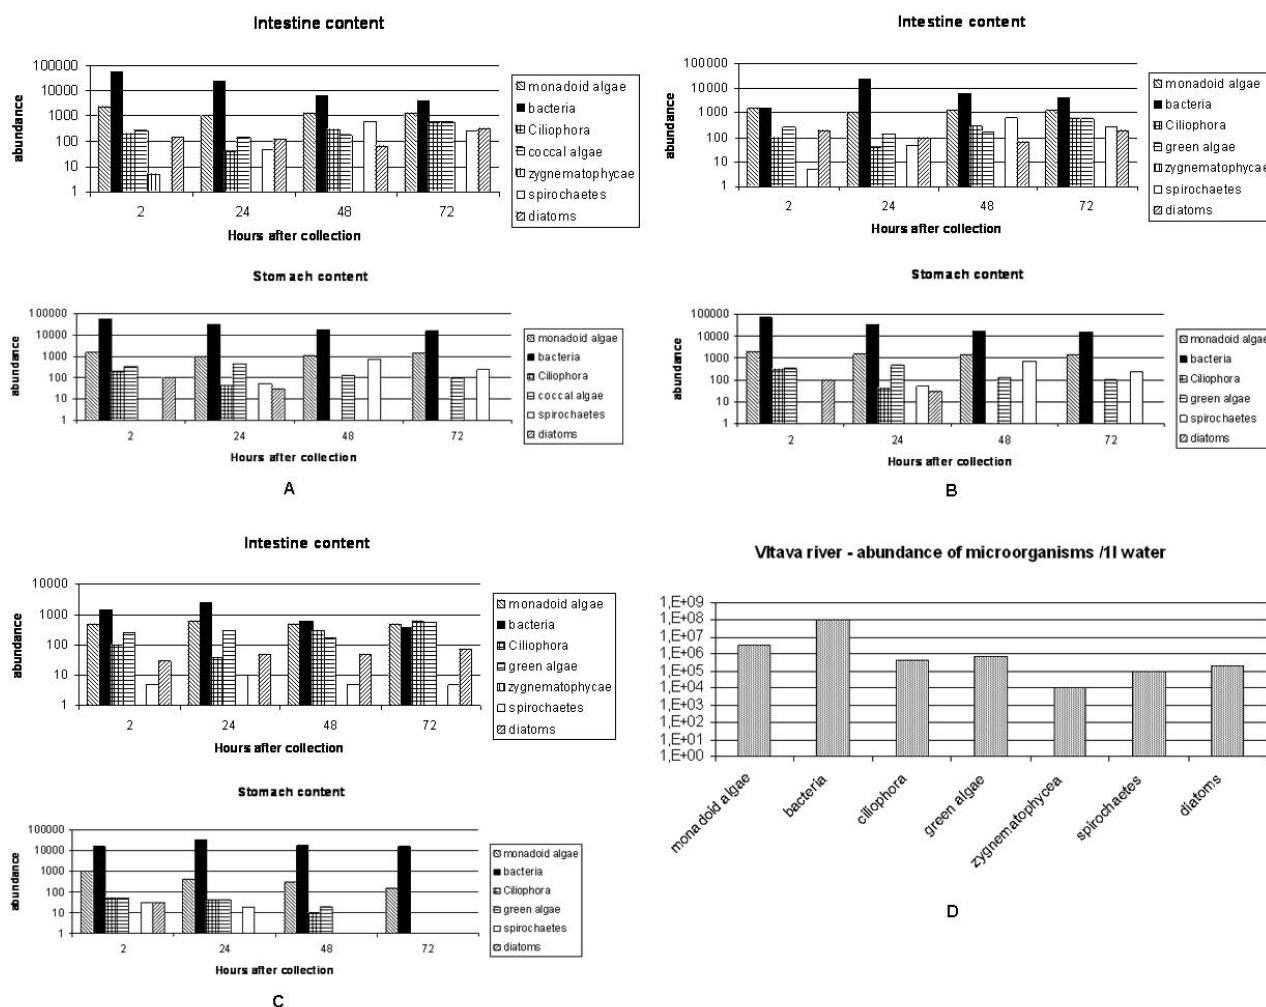 Intestine content
abundance
100000
10000
1000
100
10
1
2 24 48 72
Hours after collection
monadoid algae
bacteria
Ciliophora
coccal algae
zygnematophycae
spirochaetes
diatoms
Stomach content
abundance
100000
10000
1000
100
10
1
2 24 48 72
Hours after collection
monadoid algae
bacteria
Ciliophora
coccal algae
spirochaetes
diatoms
A
Intestine content
abundance
100000
10000
1000
100
10
1
2 24 48 72
Hours after collection
monadoid algae
bacteria
Ciliophora
green algae
zygnematophycae
spirochaetes
diatoms
Stomach content
abundance
100000
10000
1000
100
10
1
2 24 48 72
Hours after collection
monadoid algae
bacteria
Ciliophora
green algae
spirochaetes
diatoms
B
Intestine content
abundance
10000
1000
100
10
1
2 24 48 72
Hours after collection
monadoid algae
bacteria
Ciliophora
green algae
zygnematophycae
spirochaetes
diatoms
Stomach content
abundance
100000
10000
1000
100
10
1
2 24 48 72
Hours after collection
monadoid algae
bacteria
Ciliophora
green algae
spirochaetes
diatoms
C
Vltava river - abundance of microorganisms /1l water
1,E+09
1,E+08
1,E+07
1,E+06
1,E+05
1,E+04
1,E+03
1,E+02
1,E+01
1,E+00
monadoid algae
bacteria
ciliophora
green algae
zygnematophycea
spirochaetes
diatoms
D